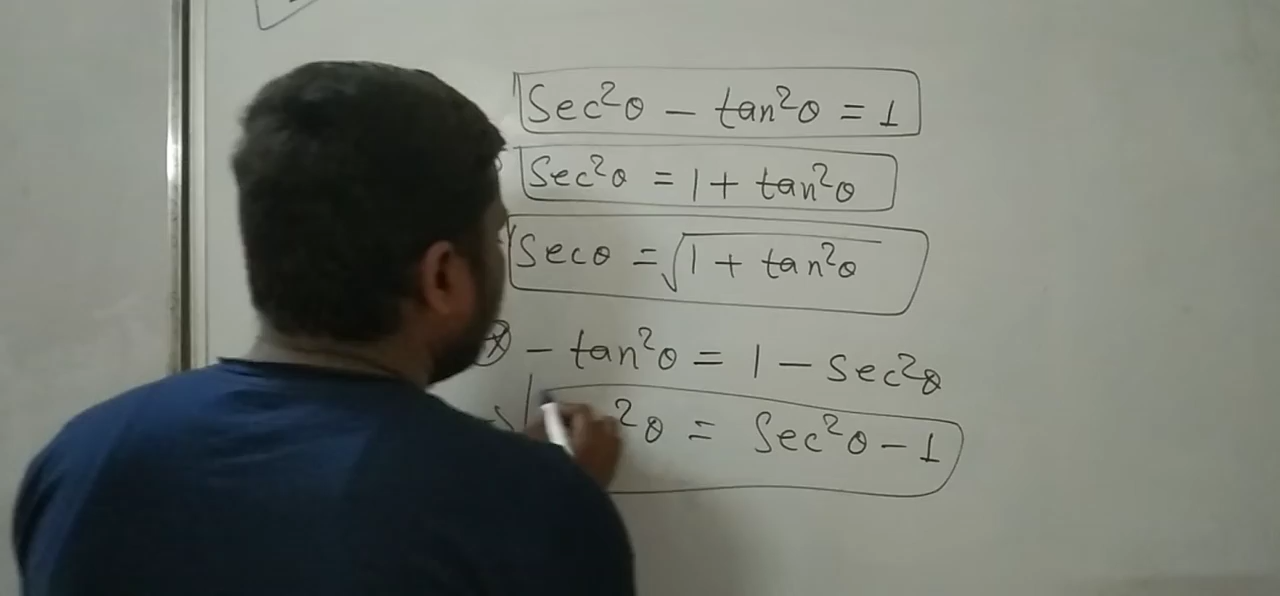 Sec²θ – tan²θ = 1
Sec²θ = 1 + tan²θ
Secθ = √(1 + tan²θ)
⊛ – tan²θ = 1 – Sec²θ
²θ = Sec²θ – 1